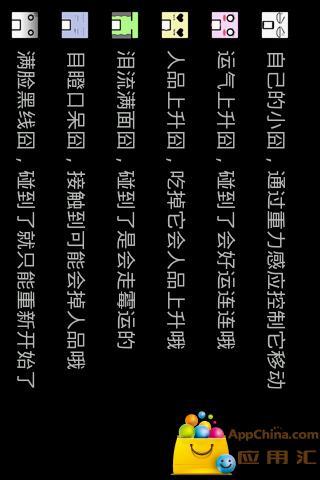 自己的小囧，通过重力感应控制它移动
运气上升囧，碰到了会好运连连哦
人品上升囧，吃掉它会人品上升哦
泪流满面囧，碰到了是会走霉运的
目瞪口呆囧，接触到可能会掉人品哦
满脸黑线囧，碰到了就只能重新开始了
AppChina.com
应用汇